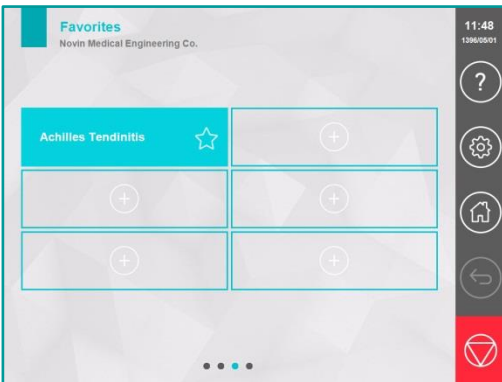 Favorites
Novin Medical Engineering Co.
11:48
1396/05/01
?
Achilles Tendinitis